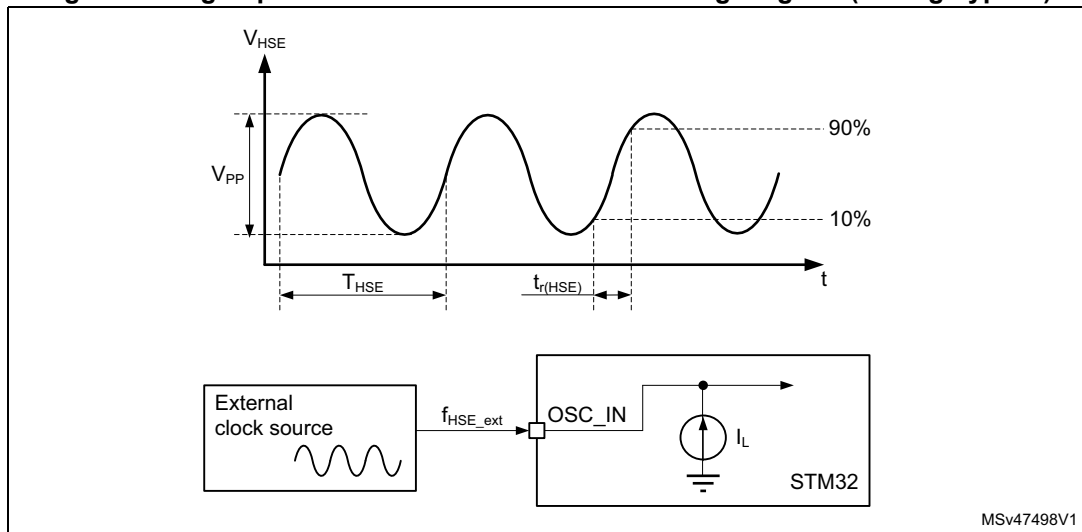 V_HSE
90%
V_PP
10%
t
T_HSE
t_r(HSE)
External
clock source
f_HSE_ext
OSC_IN
I_L
STM32
MSv47498V1